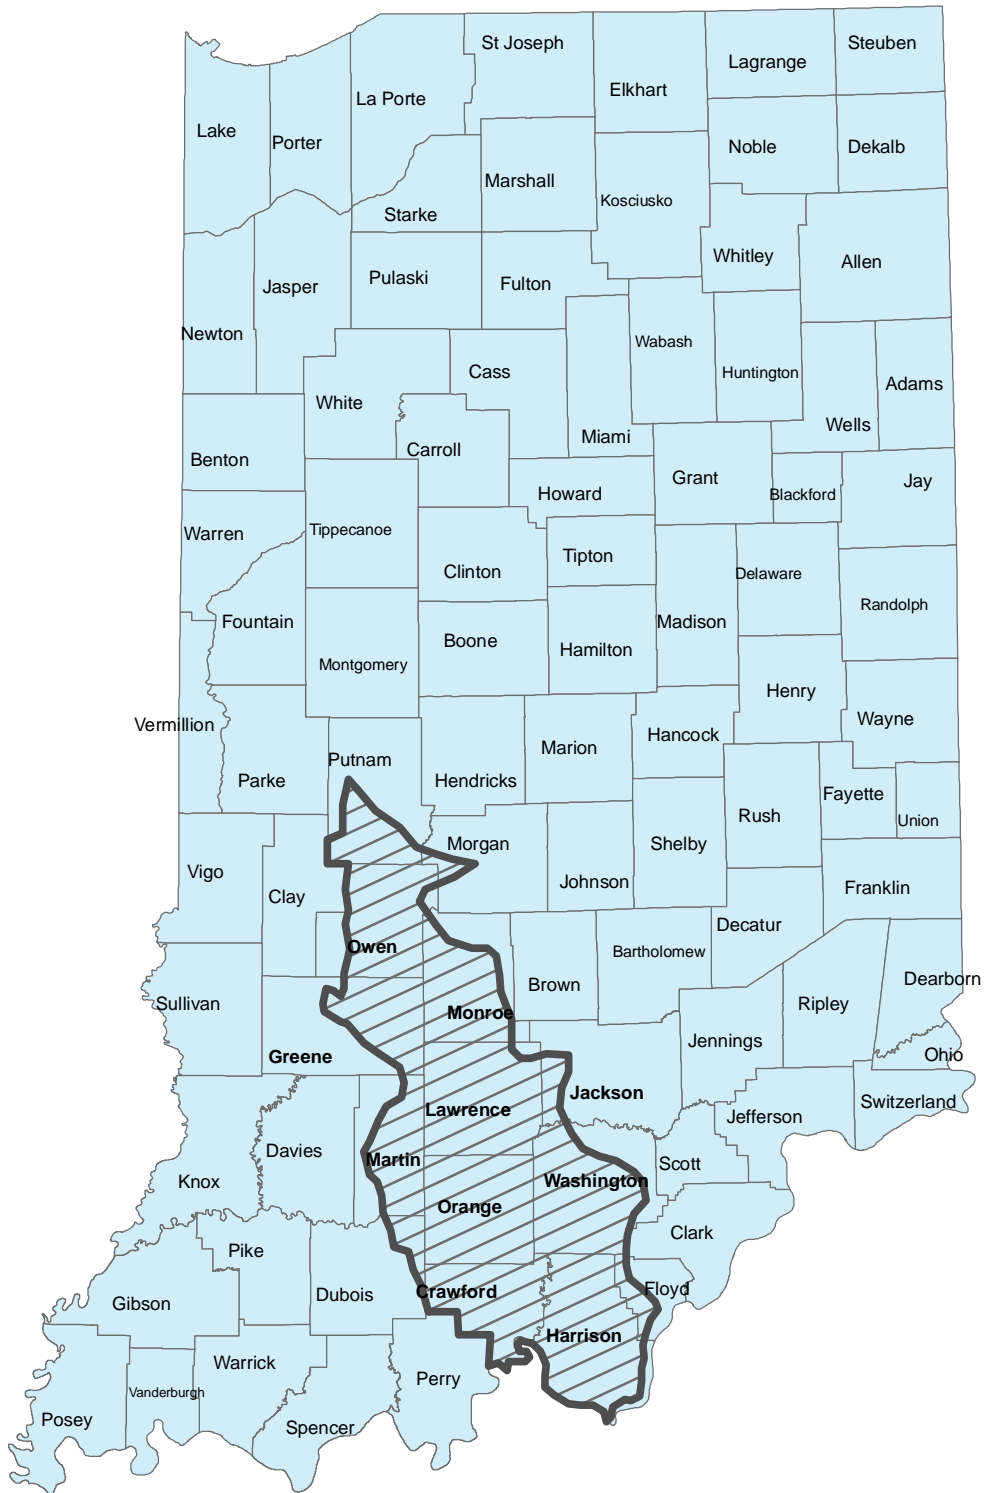 St Joseph
Steuben
Lagrange
Elkhart
La Porte
Lake
Porter
Noble
Dekalb
Marshall
Kosciusko
Starke
Whitley
Allen
Pulaski
Fulton
Jasper
Newton
Wabash
Cass
Huntington
Adams
White
Wells
Miami
Carroll
Benton
Grant
Jay
Howard
Blackford
Warren
Tippecanoe
Tipton
Clinton
Delaware
Randolph
Fountain
Madison
Boone
Hamilton
Montgomery
Henry
Wayne
Vermillion
Hancock
Marion
Putnam
Parke
Hendricks
Fayette
Rush
Union
Morgan
Shelby
Vigo
Johnson
Franklin
Clay
Decatur
Owen
Bartholomew
Dearborn
Brown
Sullivan
Ripley
Monroe
Jennings
Greene
Ohio
Jackson
Switzerland
Lawrence
Jefferson
Davies
Martin
Scott
Knox
Washington
Orange
Clark
Pike
Floyd
Crawford
Dubois
Gibson
Harrison
Warrick
Perry
Vanderburgh
Posey
Spencer